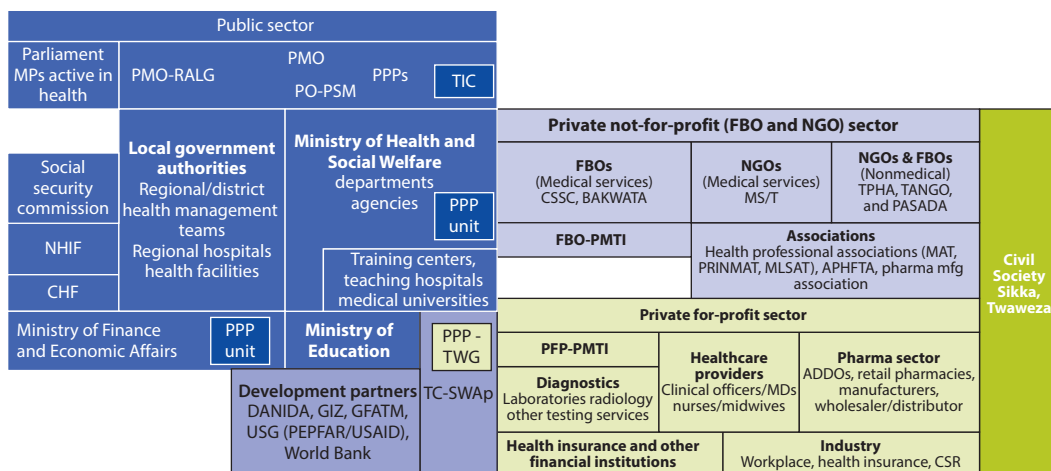 Public sector
Parliament
MPs active in
health
PMO-RALG
PMO
PO-PSM
PPPs
TIC
Social
security
commission
NHIF
CHF
Local government
authorities
Regional/district
health management
teams
Regional hospitals
health facilities
Ministry of Health and
Social Welfare
departments
agencies
PPP
unit
Training centers,
teaching hospitals
medical universities
Ministry of Finance
and Economic Affairs
PPP
unit
Ministry of
Education
PPP -
TWG
TC-SWAp
Development partners
DANIDA, GIZ, GFATM,
USG (PEPFAR/USAID),
World Bank
Private not-for-profit (FBO and NGO) sector
FBOs
(Medical services)
CSSC, BAKWATA
NGOs
(Medical services)
MS/T
NGOs & FBOs
(Nonmedical)
TPHA, TANGO,
and PASADA
FBO-PMTI
Associations
Health professional associations (MAT,
PRINMAT, MLSAT), APHFTA, pharma mfg
association
Private for-profit sector
PFP-PMTI
Diagnostics
Laboratories radiology
other testing services
Healthcare
providers
Clinical officers/MDs
nurses/midwives
Pharma sector
ADDOs, retail pharmacies,
manufacturers,
wholesaler/distributor
Health insurance and other
financial institutions
Industry
Workplace, health insurance, CSR
Civil
Society
Sikka,
Twaweza